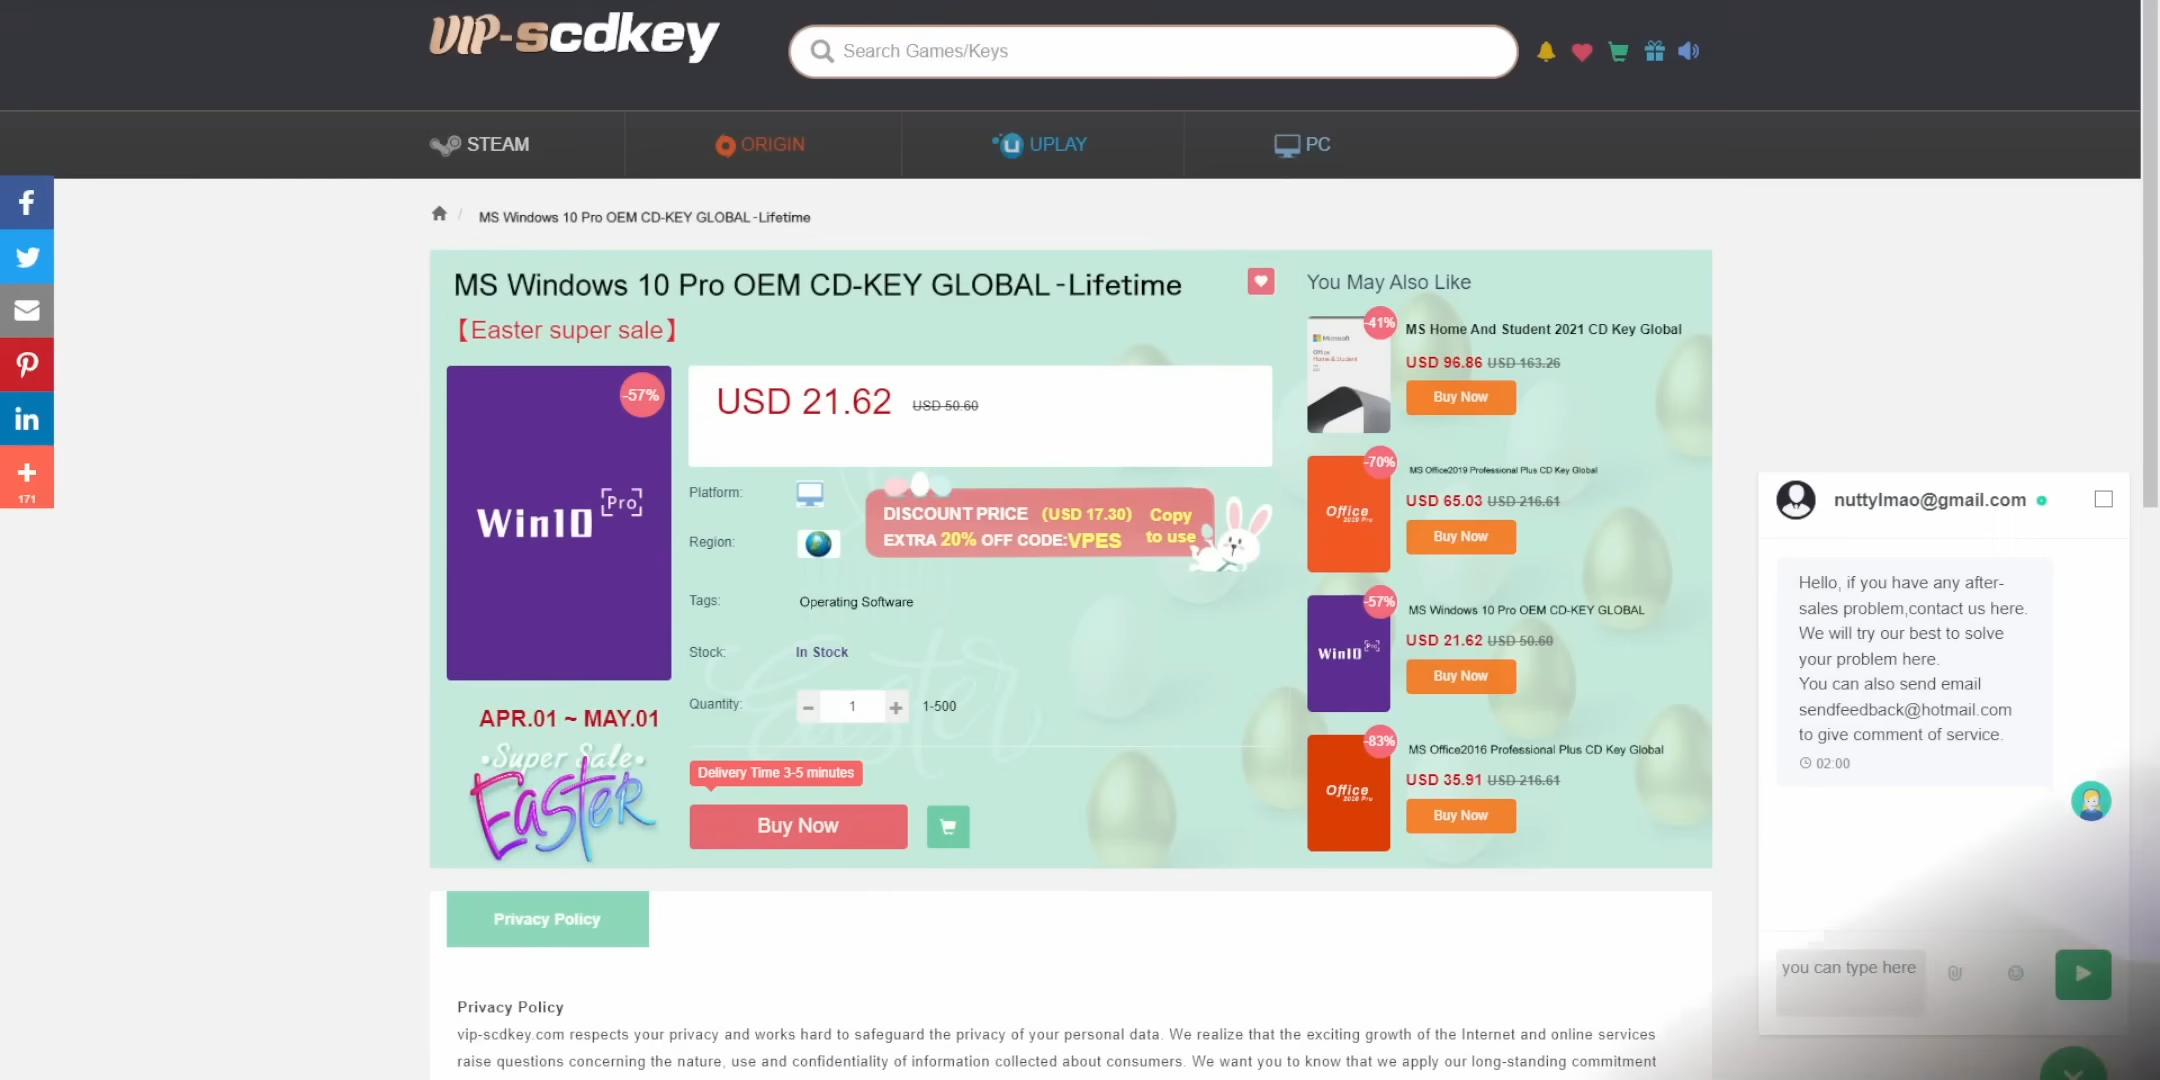 VIP-scdkey
Search Games/Keys
STEAM
ORIGIN
UPLAY
PC
171
/ MS Windows 10 Pro OEM CD-KEY GLOBAL -Lifetime
MS Windows 10 Pro OEM CD-KEY GLOBAL -Lifetime
【Easter super sale】
-57%
Win10 [Pro]
APR.01 ~ MAY.01
•Super Sale•
Easter
USD 21.62 USD 50.60
Platform:
Region:
DISCOUNT PRICE (USD 17.30) Copy
EXTRA 20% OFF CODE:VPES to use
Tags: Operating Software
Stock: In Stock
Quantity: - 1 + 1-500
Easter
Delivery Time 3-5 minutes
Buy Now
You May Also Like
-41%
Microsoft
Office
Home & Student
MS Home And Student 2021 CD Key Global
USD 96.86 USD 163.26
Buy Now
-70%
Office
MS Office2019 Professional Plus CD Key Global
USD 65.03 USD 216.61
Buy Now
-57%
Win10 [Pro]
MS Windows 10 Pro OEM CD-KEY GLOBAL
USD 21.62 USD 50.60
Buy Now
-83%
Office
MS Office2016 Professional Plus CD Key Global
USD 35.91 USD 216.61
Buy Now
Privacy Policy
Privacy Policy
vip-scdkey.com respects your privacy and works hard to safeguard the privacy of your personal data. We realize that the exciting growth of the Internet and online services
raise questions concerning the nature, use and confidentiality of information collected about consumers. We want you to know that we apply our long-standing commitment
nuttylmao@gmail.com
Hello, if you have any after-
sales problem,contact us here.
We will try our best to solve
your problem here.
You can also send email
sendfeedback@hotmail.com
to give comment of service.
02:00
you can type here